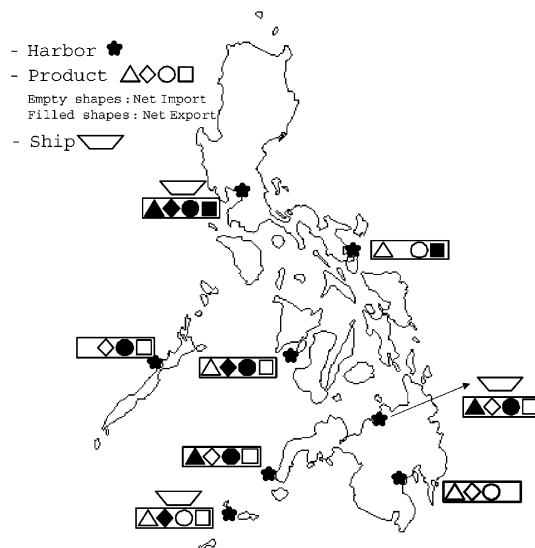 - Harbor
- Product
Empty shapes : Net Import
Filled shapes : Net Export
- Ship